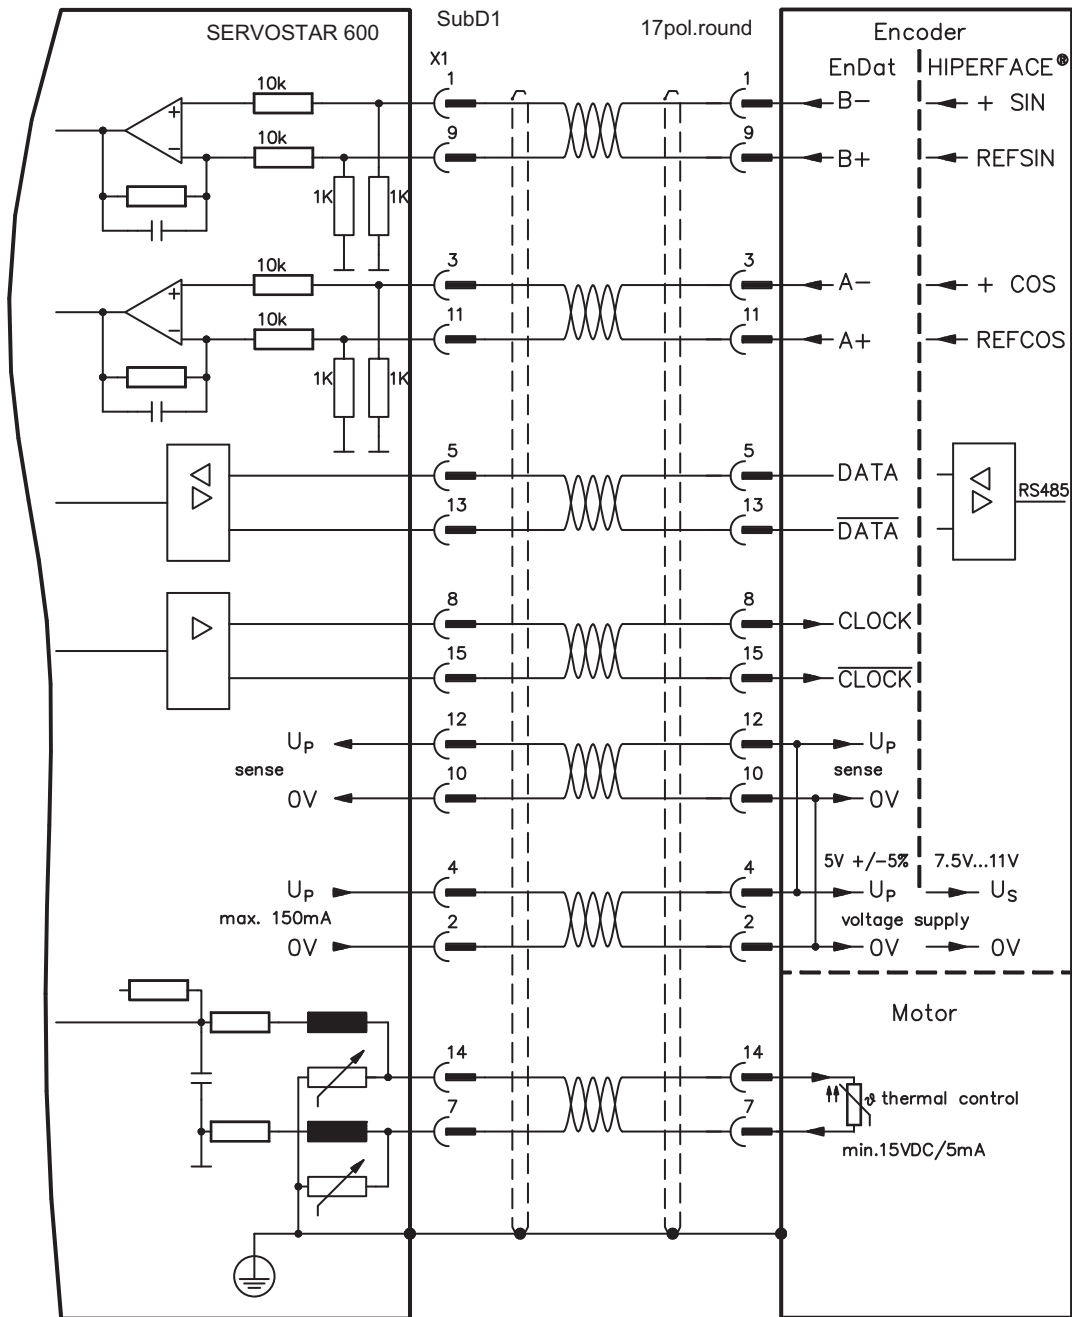 SERVOSTAR 600 SubD1 17pol.round Encoder
X1 EnDat HIPERFACE®
10k 1 1 B− + SIN
10k 9 9 B+ REFSIN
1K 1K
10k 3 3 A− + COS
10k 11 11 A+ REFCOS
1K 1K
5 5 DATA
RS485
13 13 DATA
8 8 CLOCK
15 15 CLOCK
UP 12 12 UP
sense sense
0V 10 10 0V
5V +/−5% 7.5V...11V
UP 4 4 UP US
max. 150mA voltage supply
0V 2 2 0V 0V
Motor
14 14
ϑ thermal control
7 7
min.15VDC/5mA
+
−
+
−